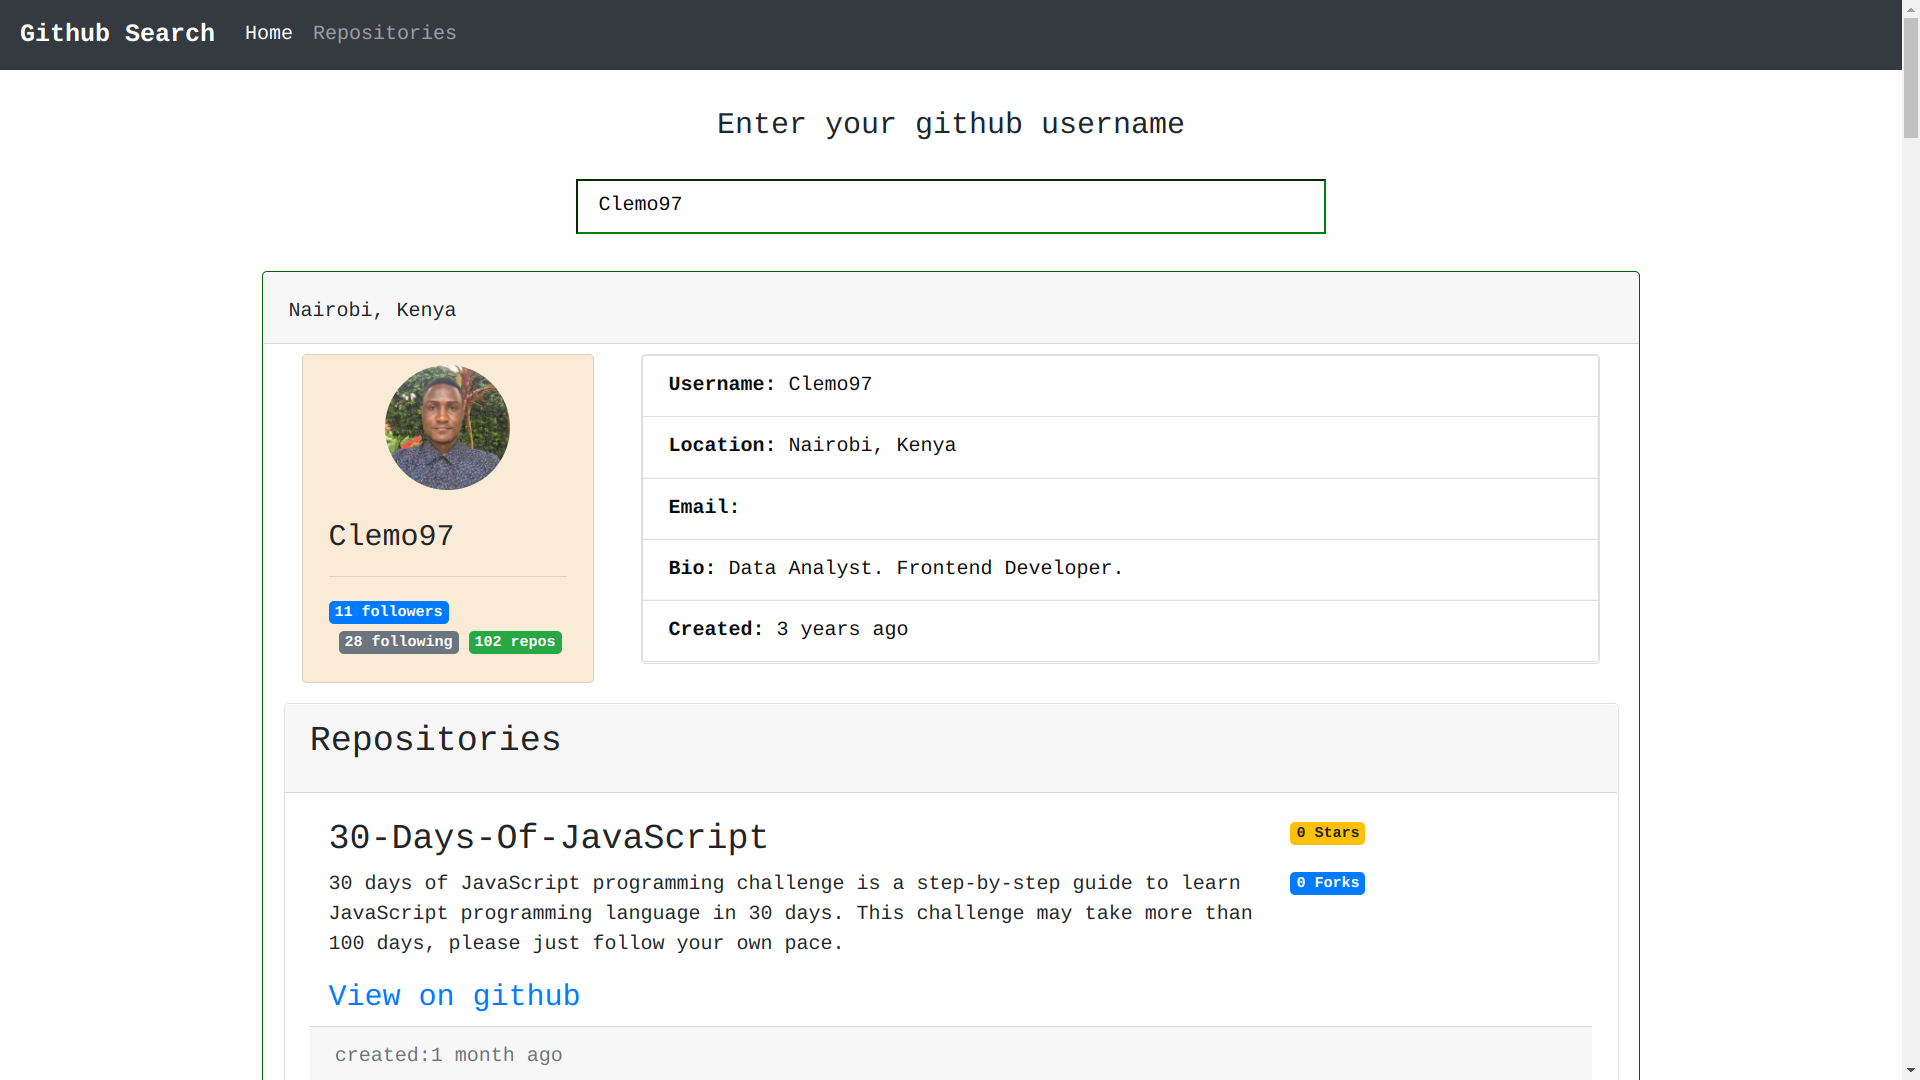 Github Search Home Repositories
Enter your github username
Clemo97
Nairobi, Kenya
Clemo97
11 followers
28 following 102 repos
Username: Clemo97
Location: Nairobi, Kenya
Email:
Bio: Data Analyst. Frontend Developer.
Created: 3 years ago
Repositories
30-Days-Of-JavaScript
30 days of JavaScript programming challenge is a step-by-step guide to learn
JavaScript programming language in 30 days. This challenge may take more than
100 days, please just follow your own pace.
0 Stars
0 Forks
View on github
created:1 month ago